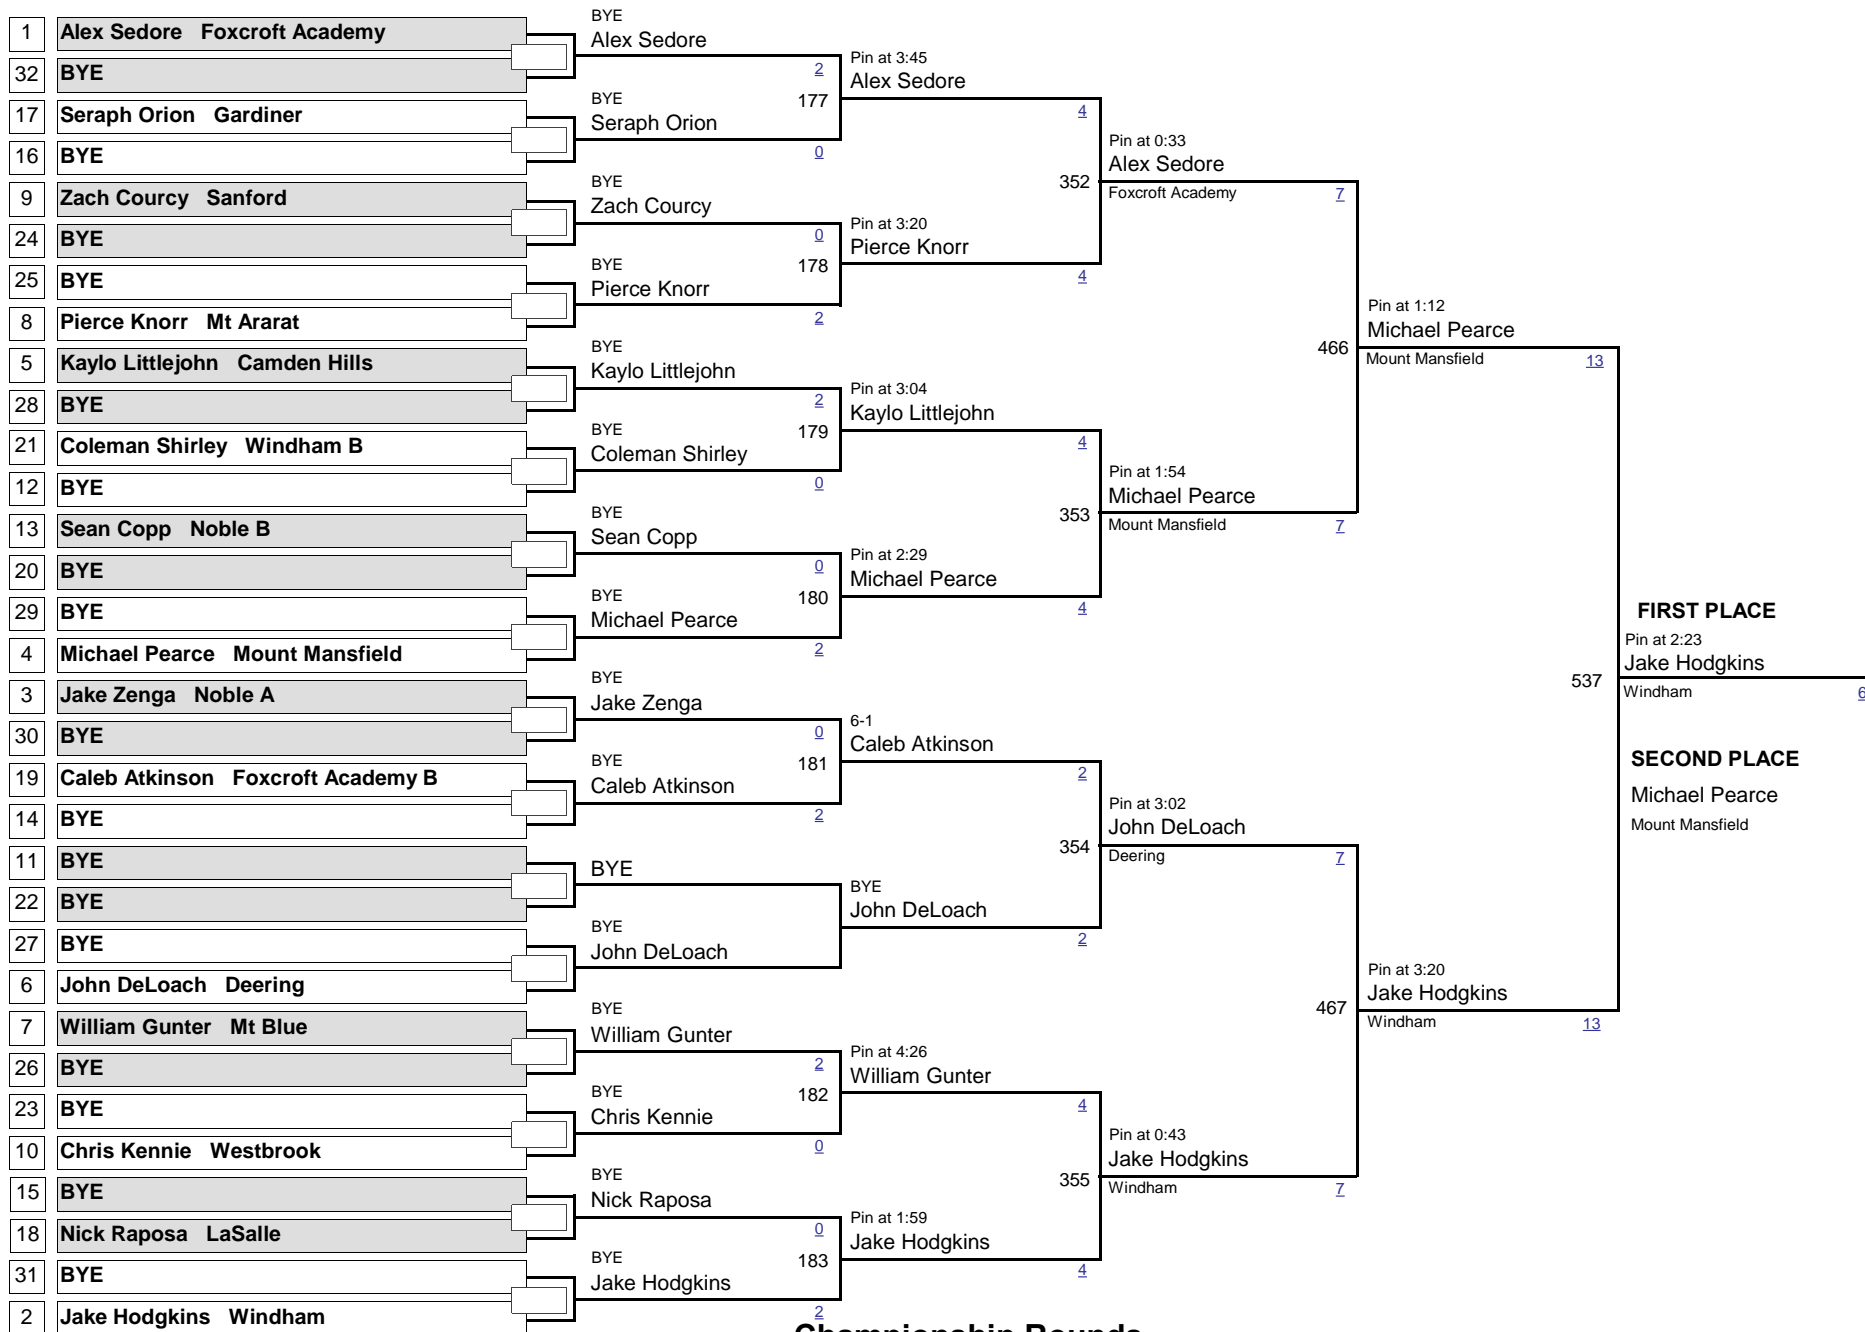 1 Alex Sedore Foxcroft Academy
32 BYE
17 Seraph Orion Gardiner
16 BYE
9 Zach Courcy Sanford
24 BYE
25 BYE
8 Pierce Knorr Mt Ararat
5 Kaylo Littlejohn Camden Hills
28 BYE
21 Coleman Shirley Windham B
12 BYE
13 Sean Copp Noble B
20 BYE
29 BYE
4 Michael Pearce Mount Mansfield
3 Jake Zenga Noble A
30 BYE
19 Caleb Atkinson Foxcroft Academy B
14 BYE
11 BYE
22 BYE
27 BYE
6 John DeLoach Deering
7 William Gunter Mt Blue
26 BYE
23 BYE
10 Chris Kennie Westbrook
15 BYE
18 Nick Raposa LaSalle
31 BYE
2 Jake Hodgkins Windham
BYE
Alex Sedore
2
177
BYE
Seraph Orion
0
BYE
Zach Courcy
0
178
BYE
Pierce Knorr
2
BYE
Kaylo Littlejohn
2
179
BYE
Coleman Shirley
0
BYE
Sean Copp
0
180
BYE
Michael Pearce
2
BYE
Jake Zenga
0
181
BYE
Caleb Atkinson
2
BYE
BYE
John DeLoach
BYE
William Gunter
2
182
BYE
Chris Kennie
0
BYE
Nick Raposa
0
183
BYE
Jake Hodgkins
2
Pin at 3:45
Alex Sedore
4
352
Pin at 3:20
Pierce Knorr
4
Pin at 3:04
Kaylo Littlejohn
4
353
Pin at 2:29
Michael Pearce
4
6-1
Caleb Atkinson
2
354
BYE
John DeLoach
2
Pin at 4:26
William Gunter
4
355
Pin at 1:59
Jake Hodgkins
4
Pin at 0:33
Alex Sedore
Foxcroft Academy
7
466
Pin at 1:54
Michael Pearce
Mount Mansfield
7
Pin at 3:02
John DeLoach
Deering
7
467
Pin at 0:43
Jake Hodgkins
Windham
7
Pin at 1:12
Michael Pearce
Mount Mansfield
13
537
Pin at 3:20
Jake Hodgkins
Windham
13
FIRST PLACE
Pin at 2:23
Jake Hodgkins
Windham
6
SECOND PLACE
Michael Pearce
Mount Mansfield
Championship Rounds